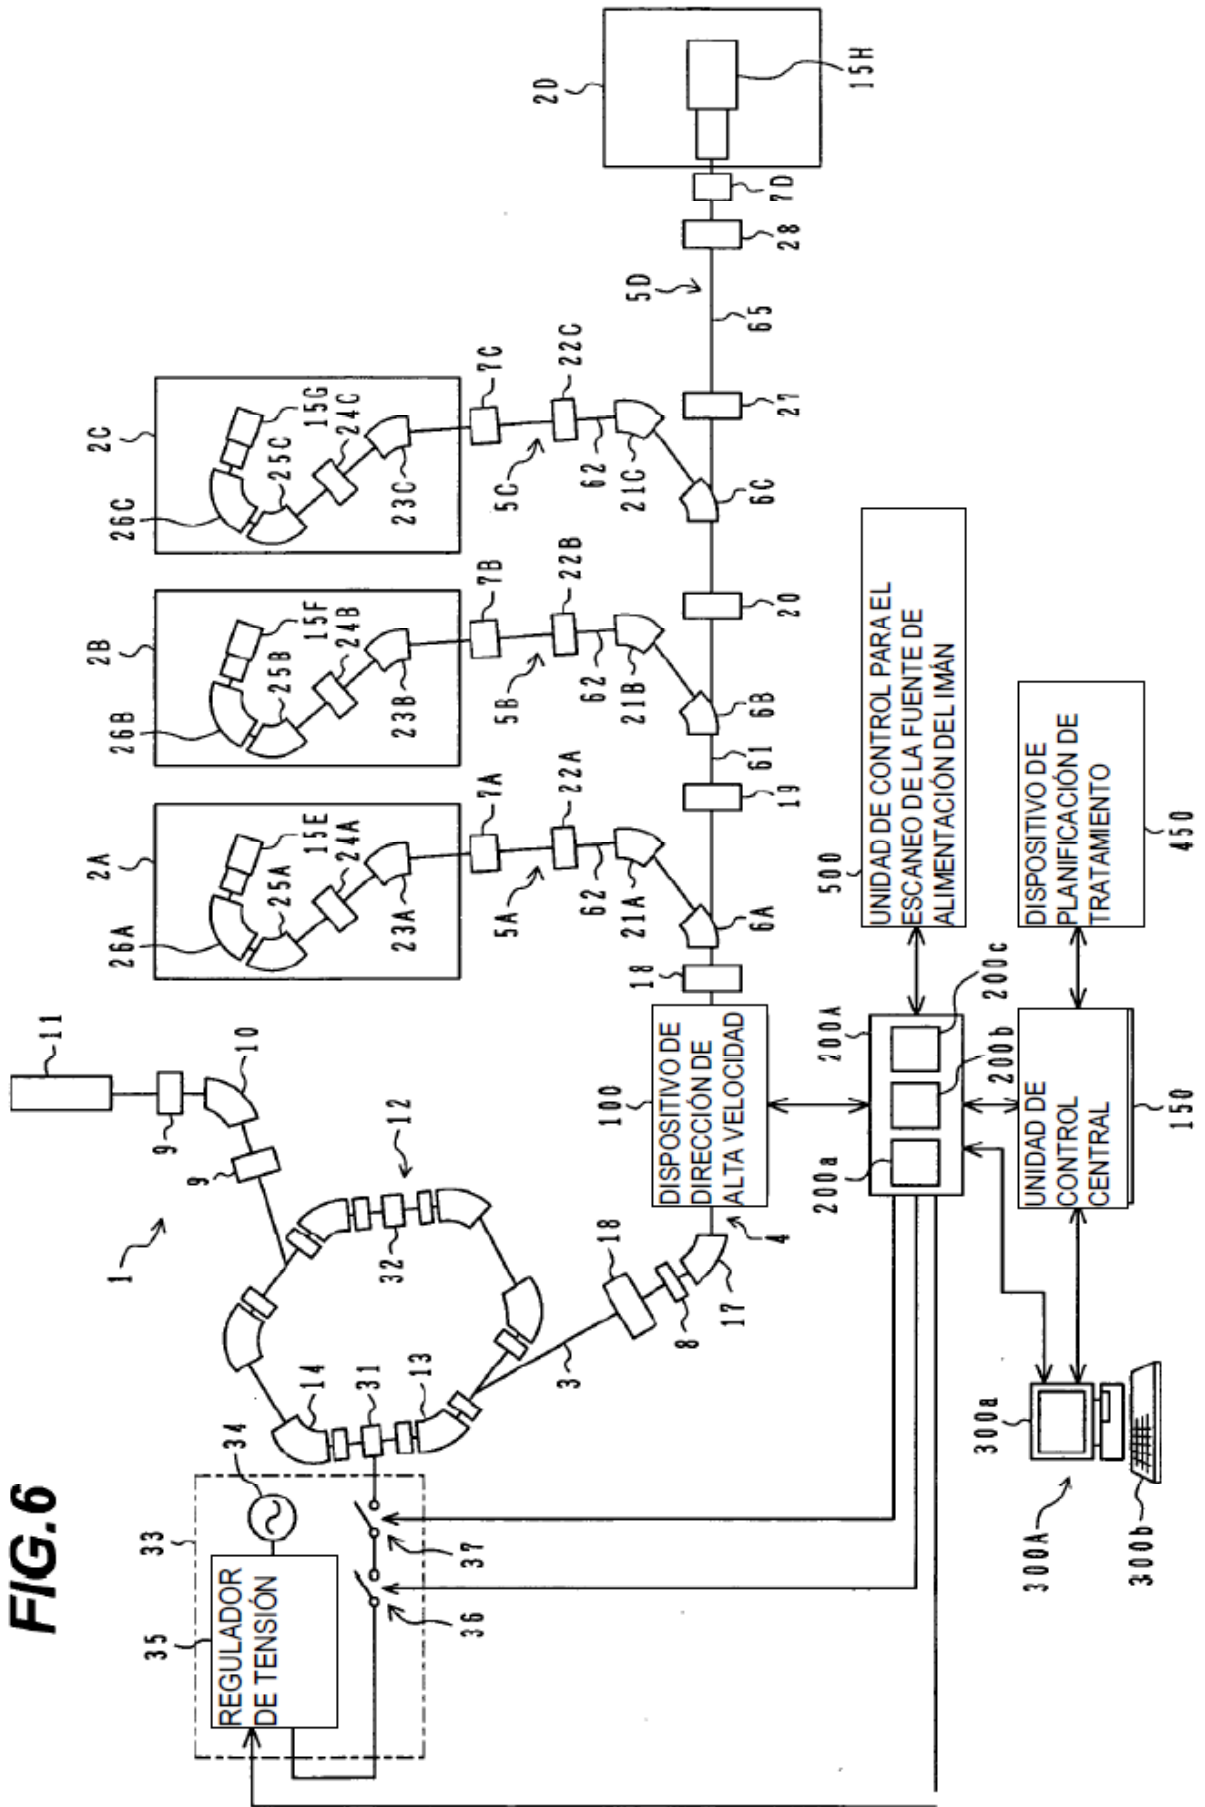 FIG.6
33
34
35
REGULADOR
DE TENSIÓN
36
37
1
9
9
10
11
12
32
14
31
13
3
18
8
17
4
100
DISPOSITIVO DE
DIRECCIÓN DE
ALTA VELOCIDAD
18
2A
26A
15E
25A
24A
23A
7A
5A
22A
62
21A
6A
19
61
2B
26B
15F
25B
24B
23B
7B
5B
22B
62
21B
6B
20
2C
26C
15G
25C
24C
23C
7C
5C
22C
62
21C
6C
27
65
5D
28
7D
2D
15H
200A
200a
200b
200c
500
UNIDAD DE CONTROL PARA EL
ESCANEO DE LA FUENTE DE
ALIMENTACIÓN DEL IMÁN
UNIDAD DE
CONTROL
CENTRAL
150
DISPOSITIVO DE
PLANIFICACIÓN DE
TRATAMIENTO
450
300a
300A
300b